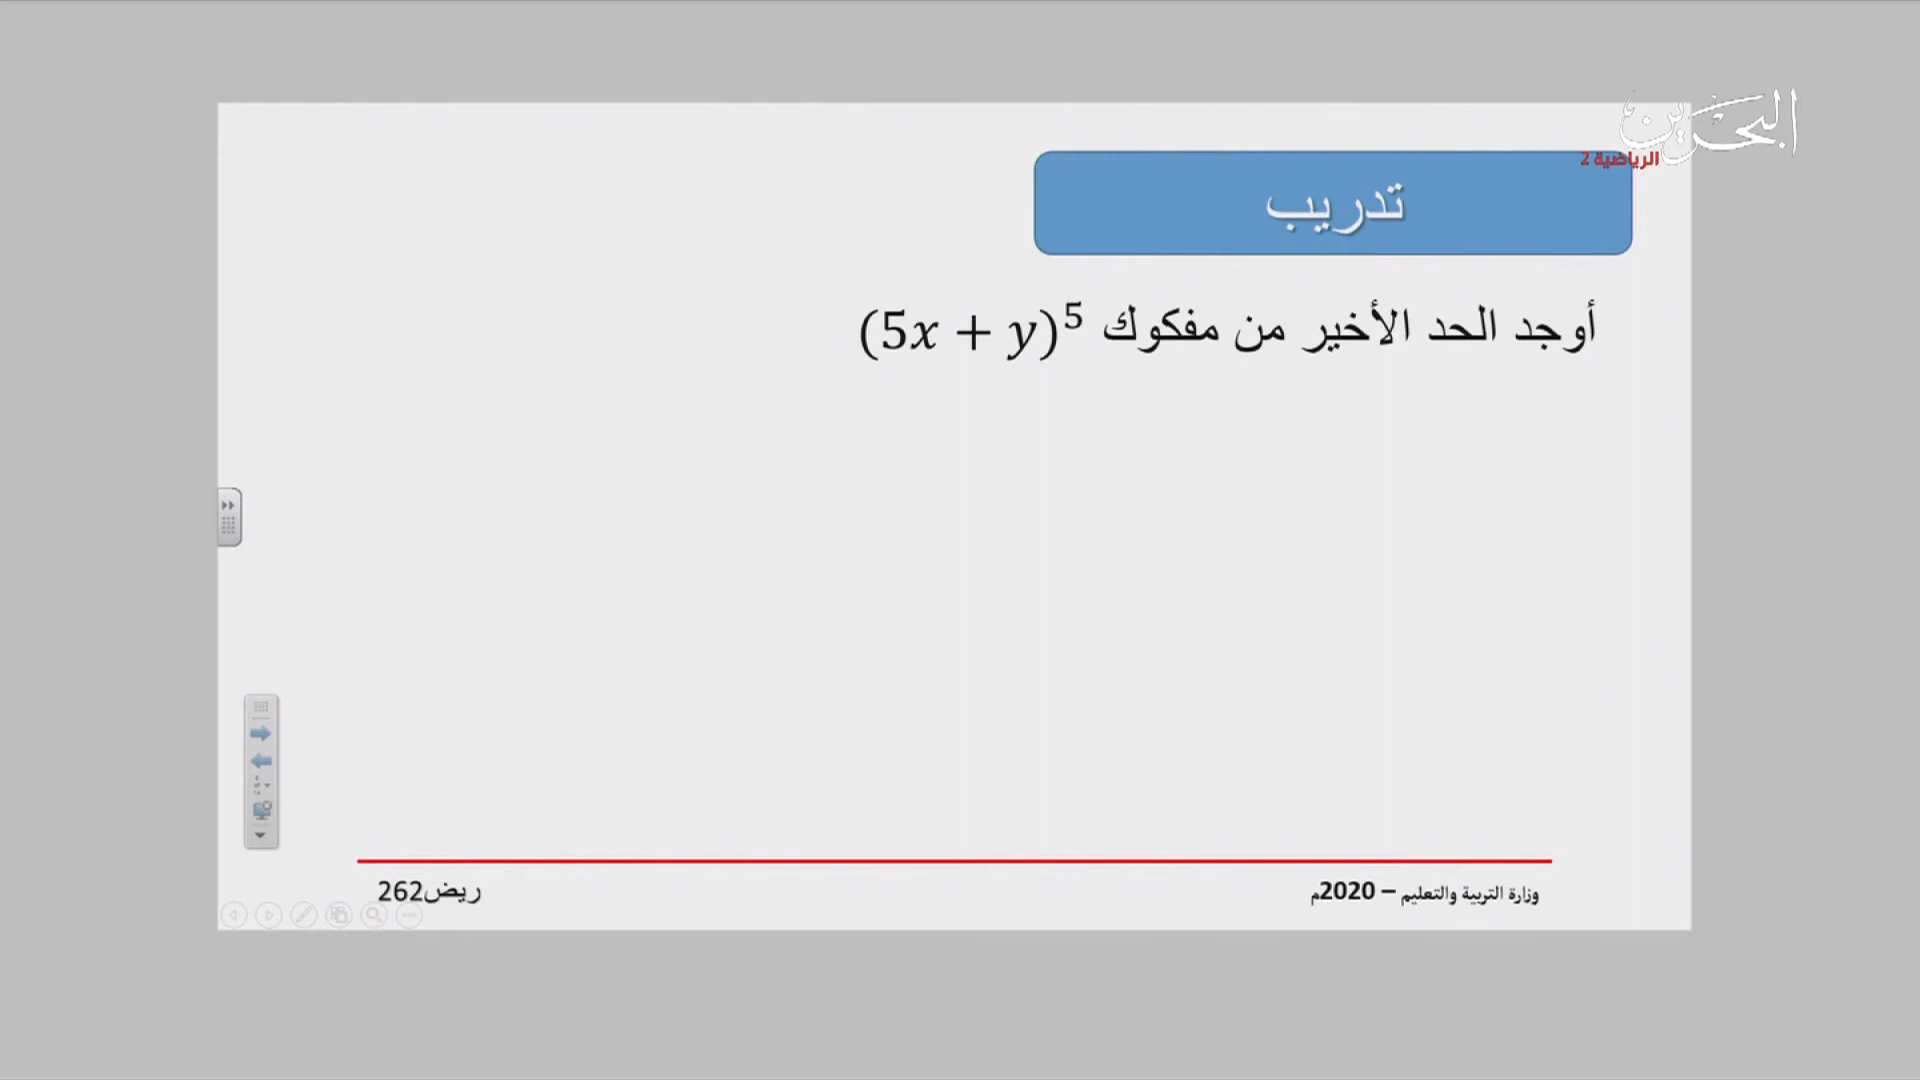 البحرين
الرياضية 2
تدريب
أوجد الحد الأخير من مفكوك (5x + y)⁵
وزارة التربية والتعليم – 2020م
ريض262